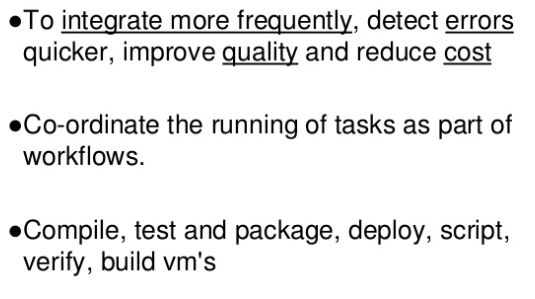 ●To integrate more frequently, detect errors
quicker, improve quality and reduce cost
●Co-ordinate the running of tasks as part of
workflows.
●Compile, test and package, deploy, script,
verify, build vm's